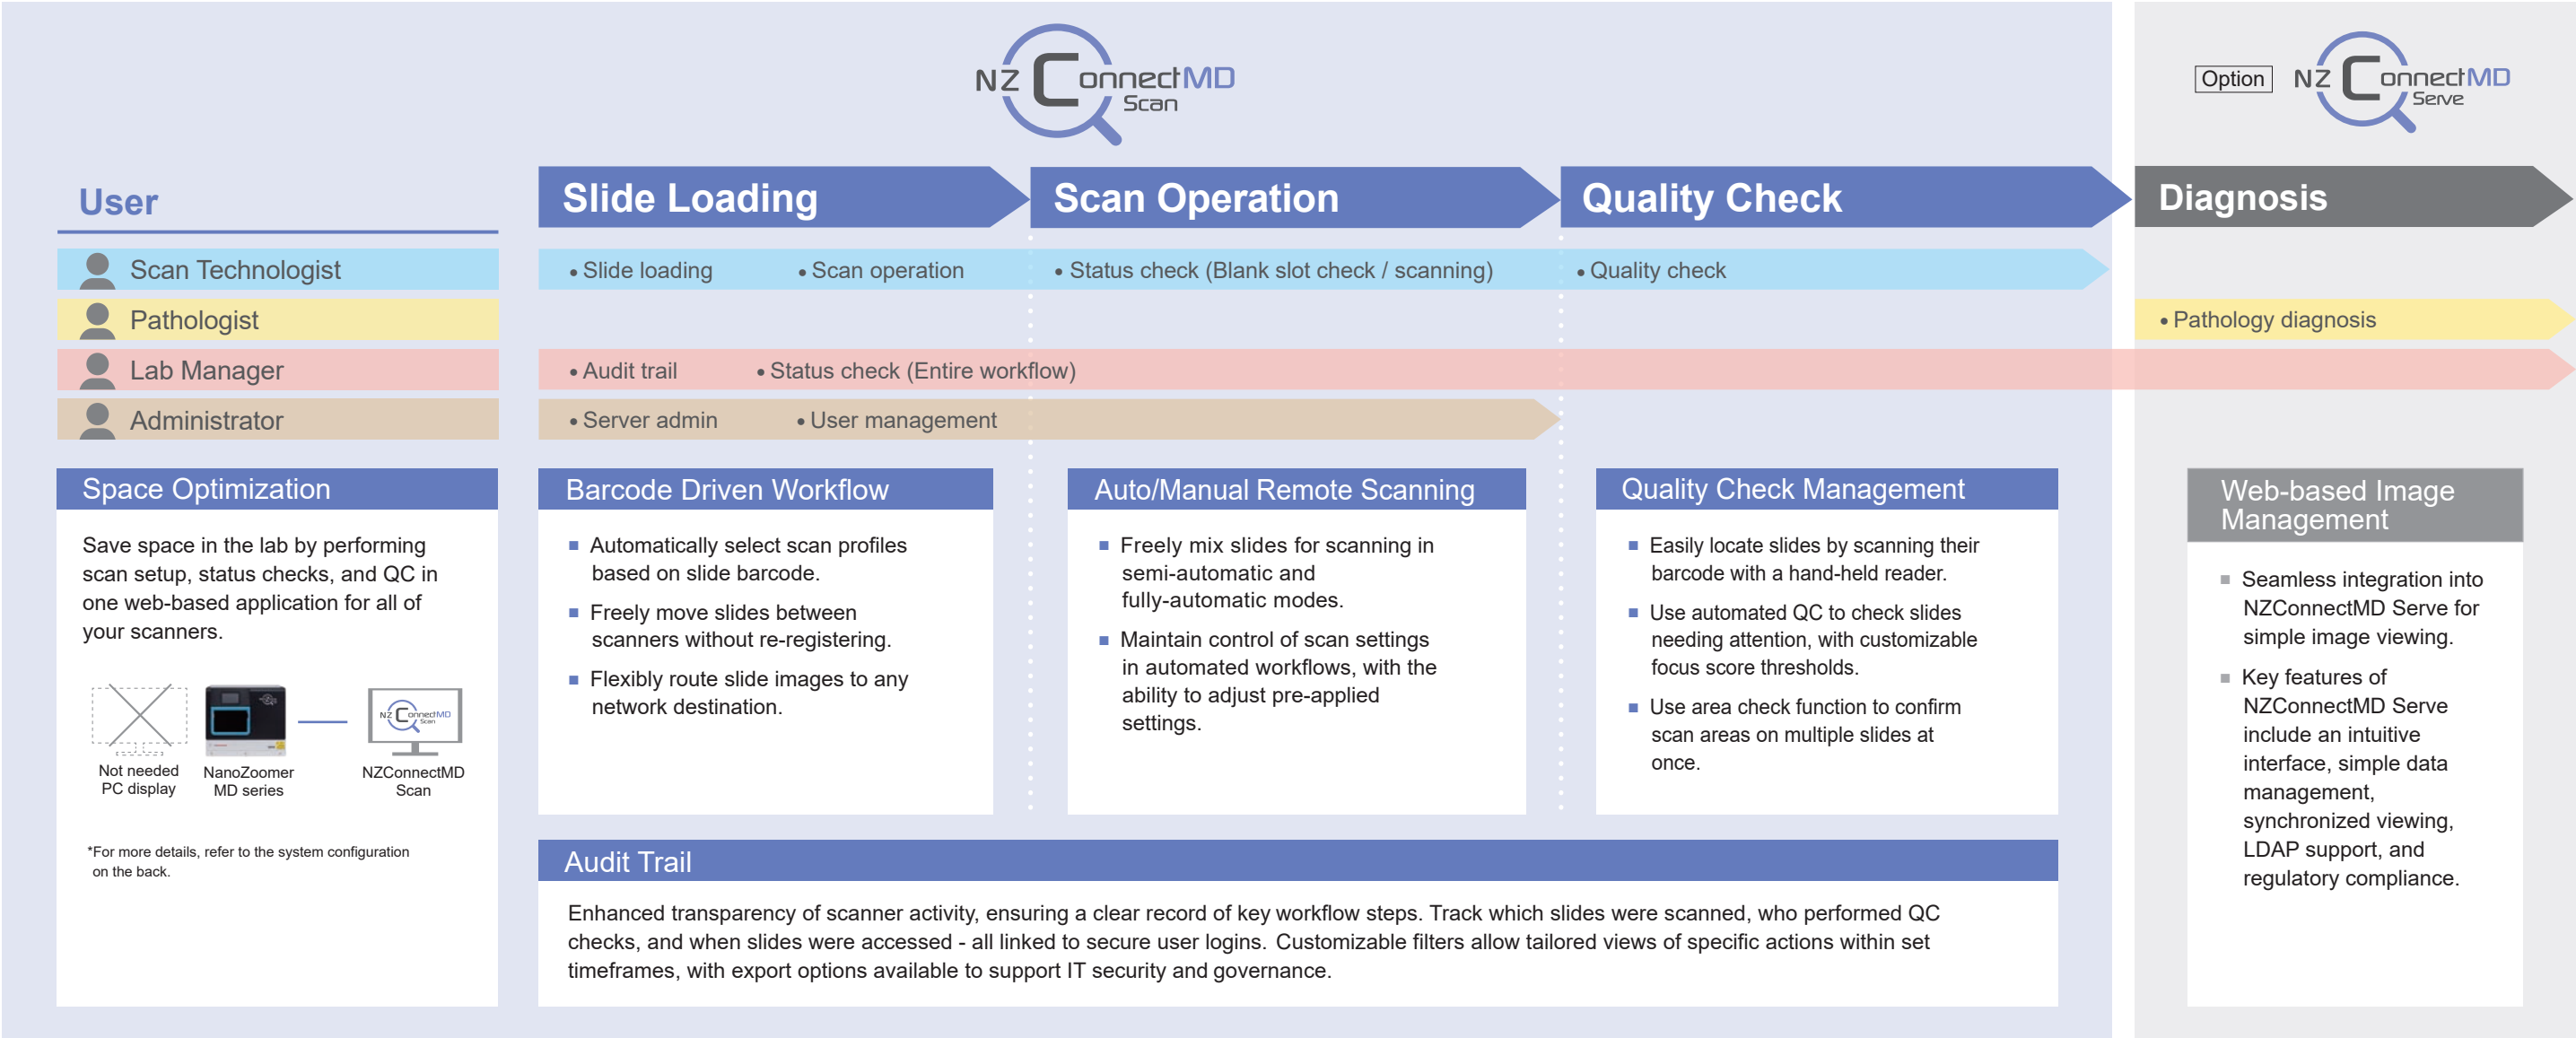 NZ ConnectMD
Scan
Option
NZ ConnectMD
Serve
User
Slide Loading
Scan Operation
Quality Check
Diagnosis
Scan Technologist
• Slide loading
• Scan operation
• Status check (Blank slot check / scanning)
• Quality check
Pathologist
• Pathology diagnosis
Lab Manager
• Audit trail
• Status check (Entire workflow)
Administrator
• Server admin
• User management
Space Optimization
Save space in the lab by performing
scan setup, status checks, and QC in
one web-based application for all of
your scanners.
NZ ConnectMD
Scan
Not needed
PC display
NanoZoomer
MD series
NZConnectMD
Scan
*For more details, refer to the system configuration
on the back.
Barcode Driven Workflow
■ Automatically select scan profiles
based on slide barcode.
■ Freely move slides between
scanners without re-registering.
■ Flexibly route slide images to any
network destination.
Auto/Manual Remote Scanning
■ Freely mix slides for scanning in
semi-automatic and
fully-automatic modes.
■ Maintain control of scan settings
in automated workflows, with the
ability to adjust pre-applied
settings.
Quality Check Management
■ Easily locate slides by scanning their
barcode with a hand-held reader.
■ Use automated QC to check slides
needing attention, with customizable
focus score thresholds.
■ Use area check function to confirm
scan areas on multiple slides at
once.
Web-based Image
Management
■ Seamless integration into
NZConnectMD Serve for
simple image viewing.
■ Key features of
NZConnectMD Serve
include an intuitive
interface, simple data
management,
synchronized viewing,
LDAP support, and
regulatory compliance.
Audit Trail
Enhanced transparency of scanner activity, ensuring a clear record of key workflow steps. Track which slides were scanned, who performed QC
checks, and when slides were accessed - all linked to secure user logins. Customizable filters allow tailored views of specific actions within set
timeframes, with export options available to support IT security and governance.